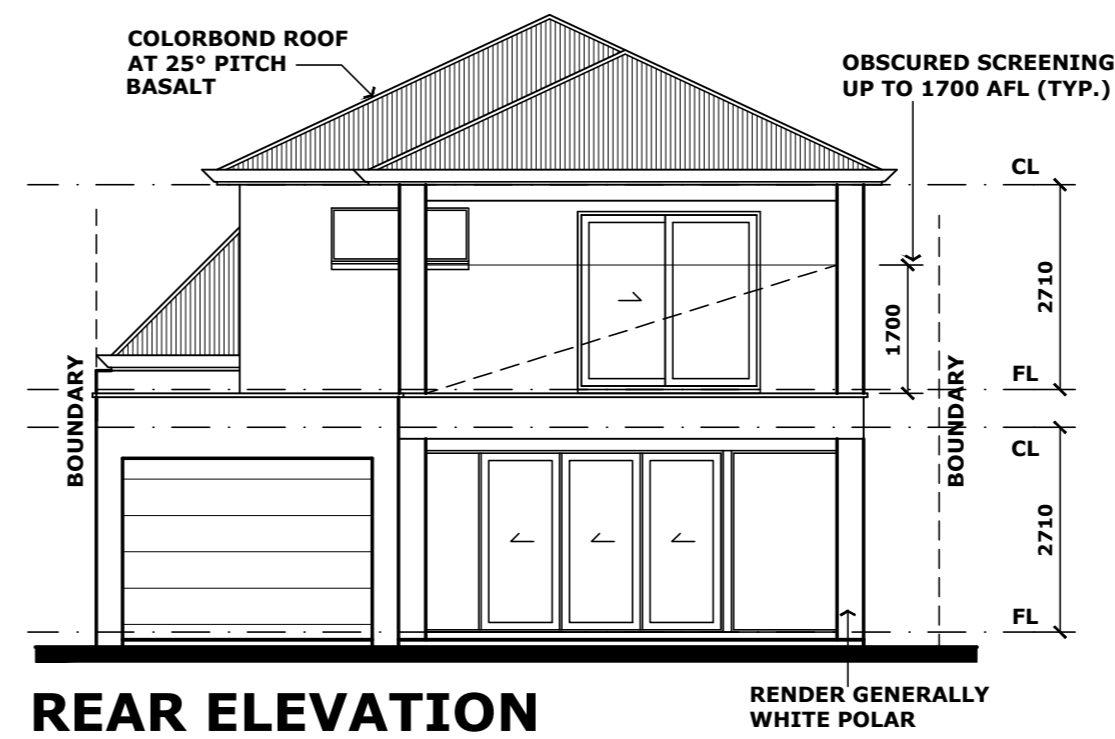 COLORBOND ROOF
AT 25° PITCH
BASALT
OBSCURED SCREENING
UP TO 1700 AFL (TYP.)
CL
2710
1700
FL
BOUNDARY
BOUNDARY
CL
2710
FL
REAR ELEVATION
RENDER GENERALLY
WHITE POLAR